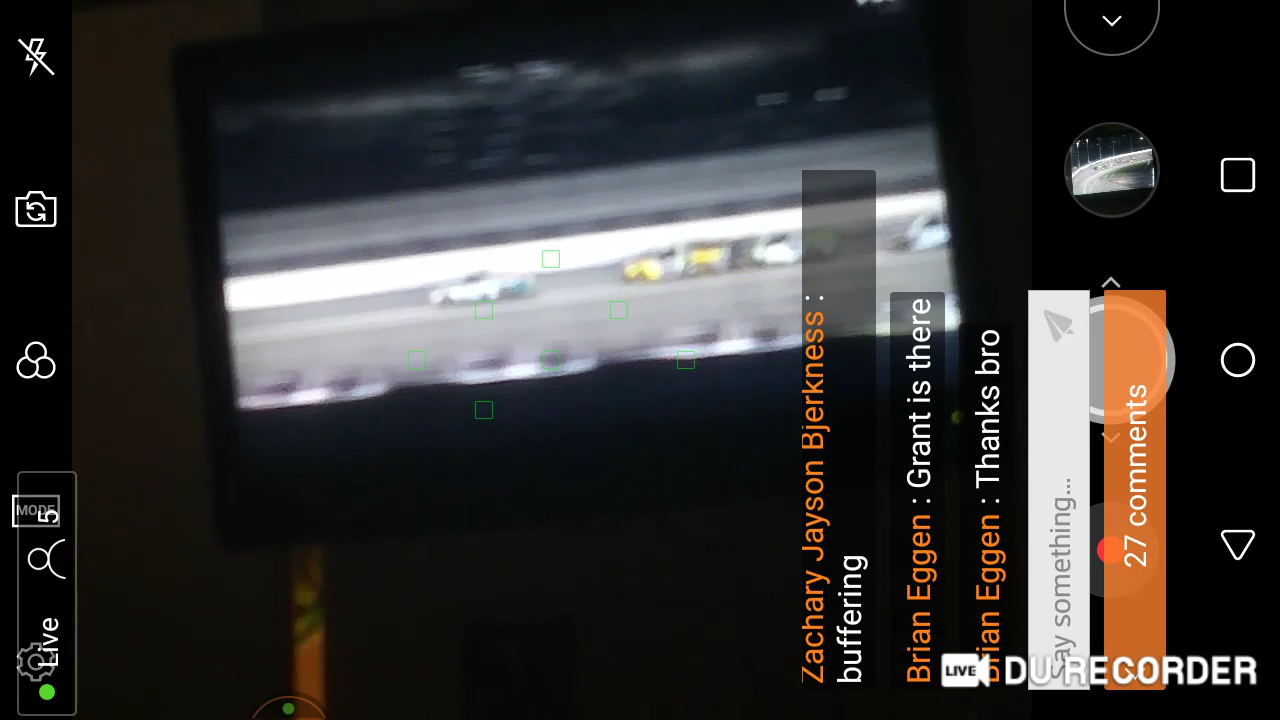 Zachary Jayson Bjerkness :
buffering
Brian Eggen : Grant is there
Brian Eggen : Thanks bro
Say something...
27 comments
MODE
5
Live
LIVE DU RECORDER